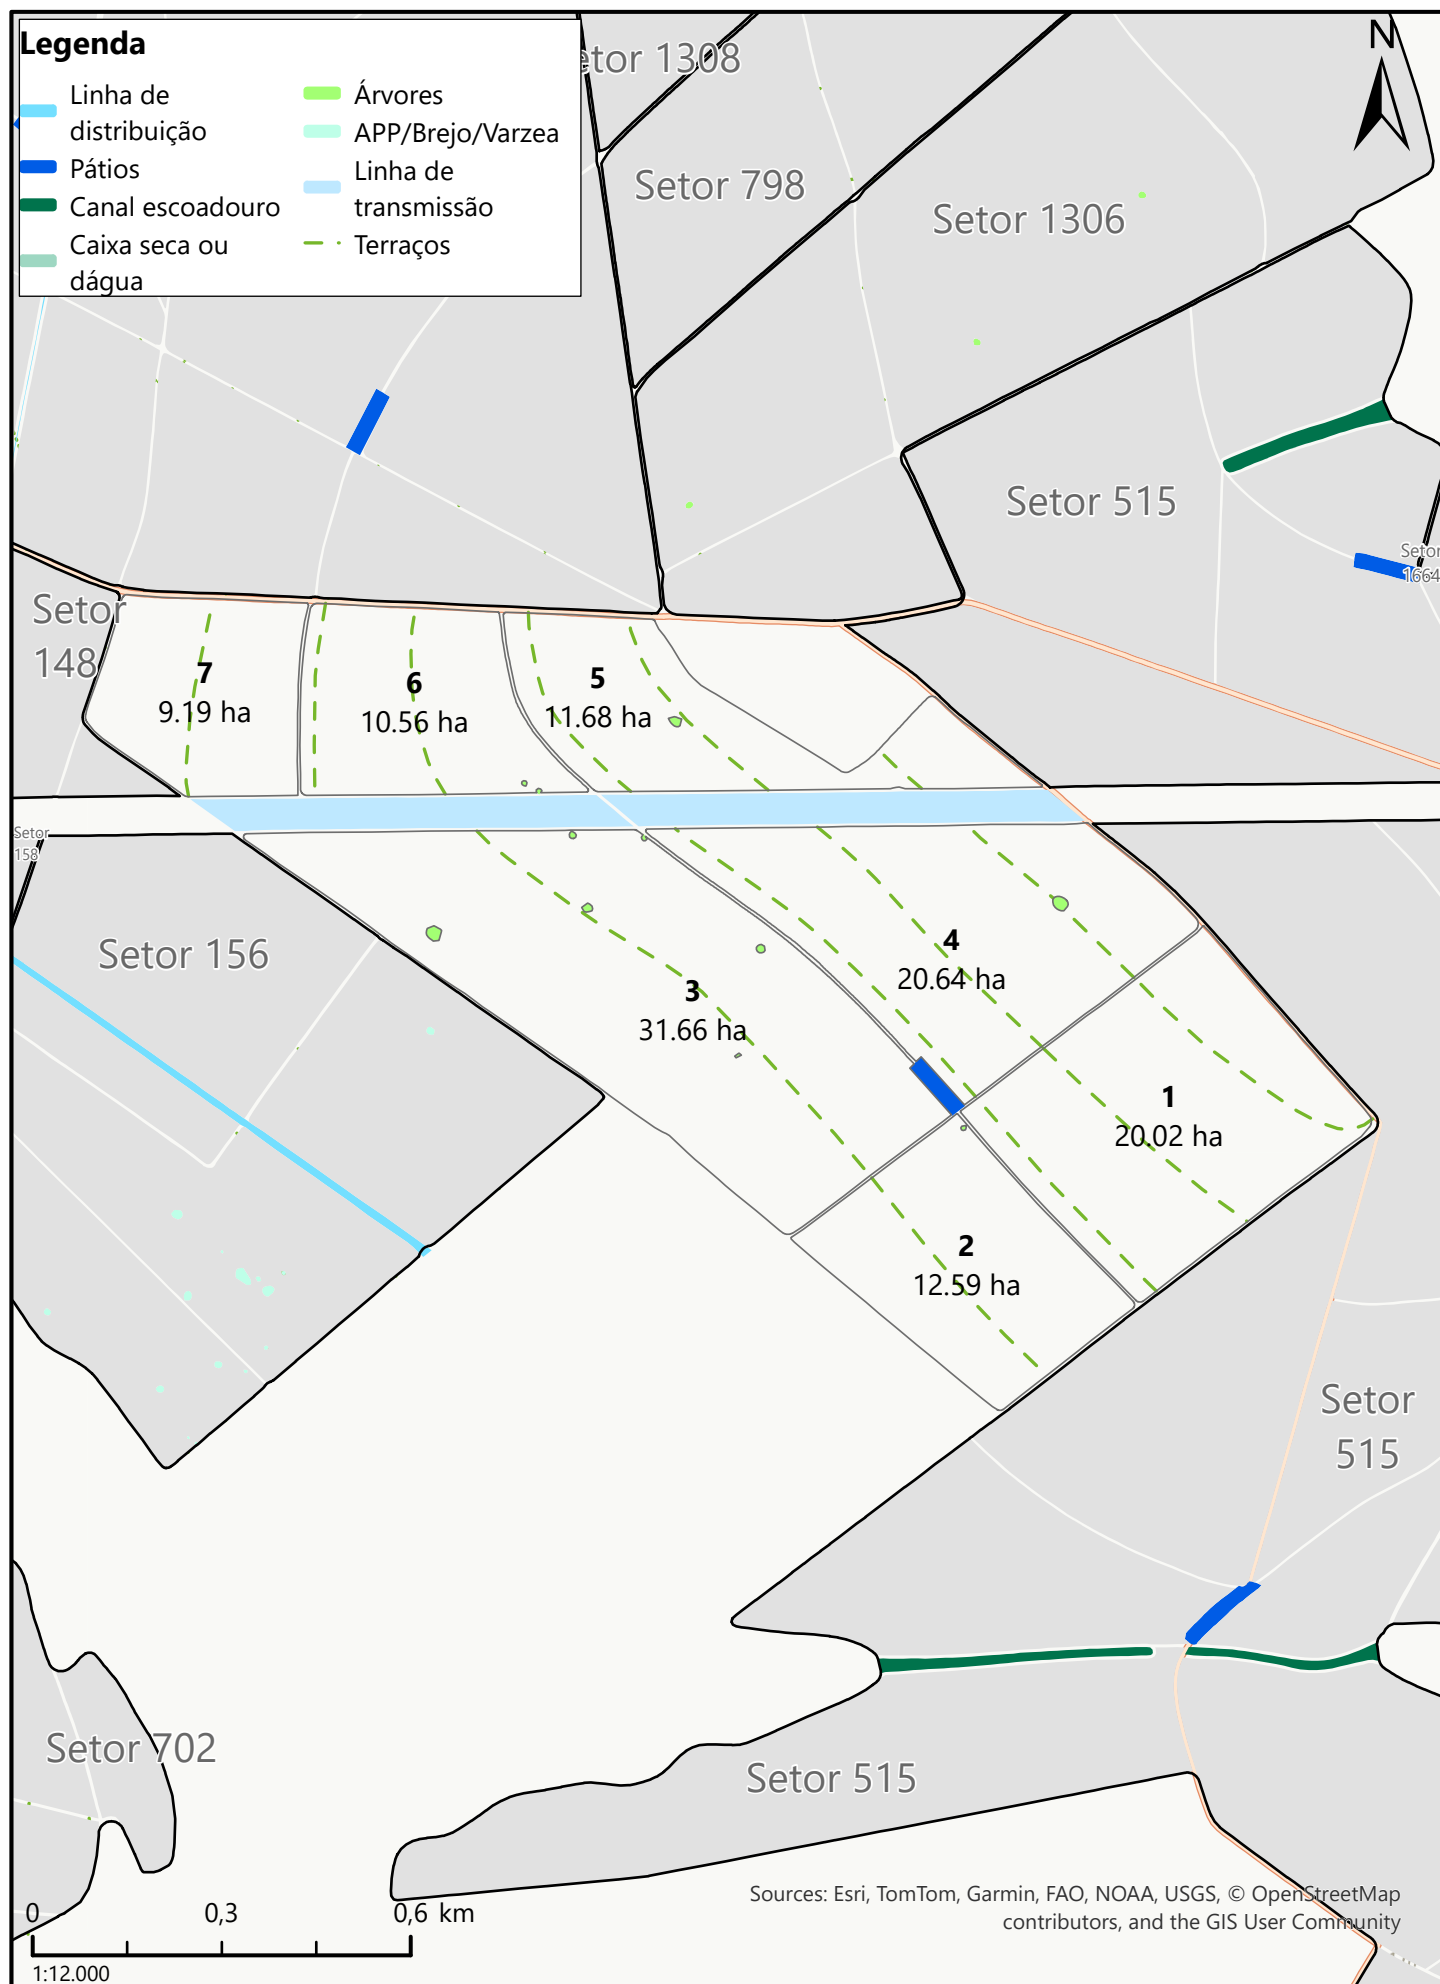 Legenda
Linha de
distribuição
Pátios
Canal escoadouro
Caixa seca ou
dágua
Árvores
APP/Brejo/Varzea
Linha de
transmissão
Terraços
etor 1308
N
Setor 798
Setor 1306
Setor 515
Setor
1664
Setor
148
7
9.19 ha
6
10.56 ha
5
11.68 ha
Setor
158
Setor 156
4
20.64 ha
3
31.66 ha
1
20.02 ha
2
12.59 ha
Setor
515
Setor 702
Setor 515
Sources: Esri, TomTom, Garmin, FAO, NOAA, USGS, © OpenStreetMap
contributors, and the GIS User Community
0 0,3 0,6 km
1:12.000